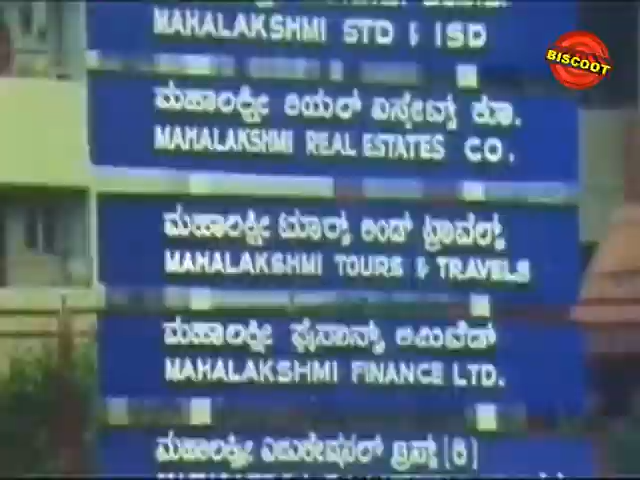 MAHALAKSHMI STD & ISD
BISCOOT
ಮಹಾಲಕ್ಷ್ಮೀ ರಿಯಲ್ ಎಸ್ಟೇಟ್ಸ್ ಕೂ.
MAHALAKSHMI REAL ESTATES CO.
ಮಹಾಲಕ್ಷ್ಮೀ ಟೂರ್ಸ್ ಅಂಡ್ ಟ್ರಾವೆಲ್ಸ್
MAHALAKSHMI TOURS & TRAVELS
ಮಹಾಲಕ್ಷ್ಮೀ ಫೈನಾನ್ಸ್ ಲಿಮಿಟೆಡ್
MAHALAKSHMI FINANCE LTD.
ಮಹಾಲಕ್ಷ್ಮೀ ಎಜುಕೇಷನಲ್ ಟ್ರಸ್ಟ್ (ರಿ)